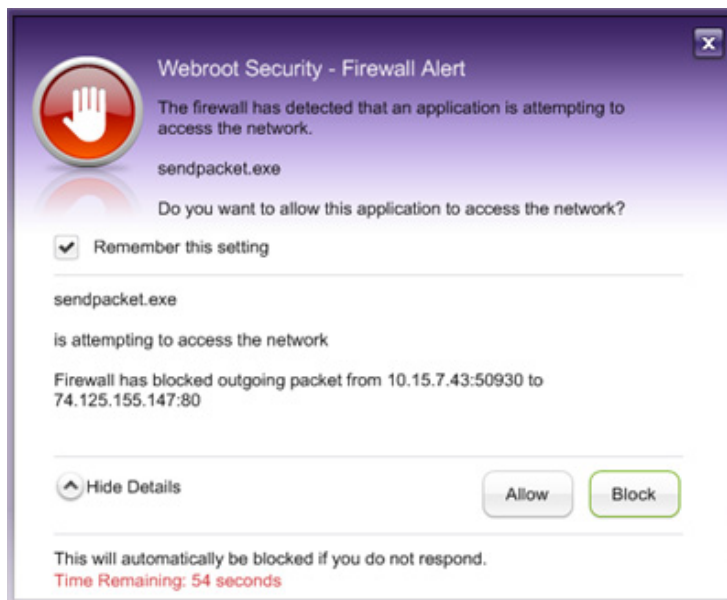 Webroot Security - Firewall Alert
The firewall has detected that an application is attempting to
access the network.
sendpacket.exe
Do you want to allow this application to access the network?
Remember this setting
sendpacket.exe
is attempting to access the network
Firewall has blocked outgoing packet from 10.15.7.43:50930 to
74.125.155.147:80
Hide Details
Allow
Block
This will automatically be blocked if you do not respond.
Time Remaining: 54 seconds